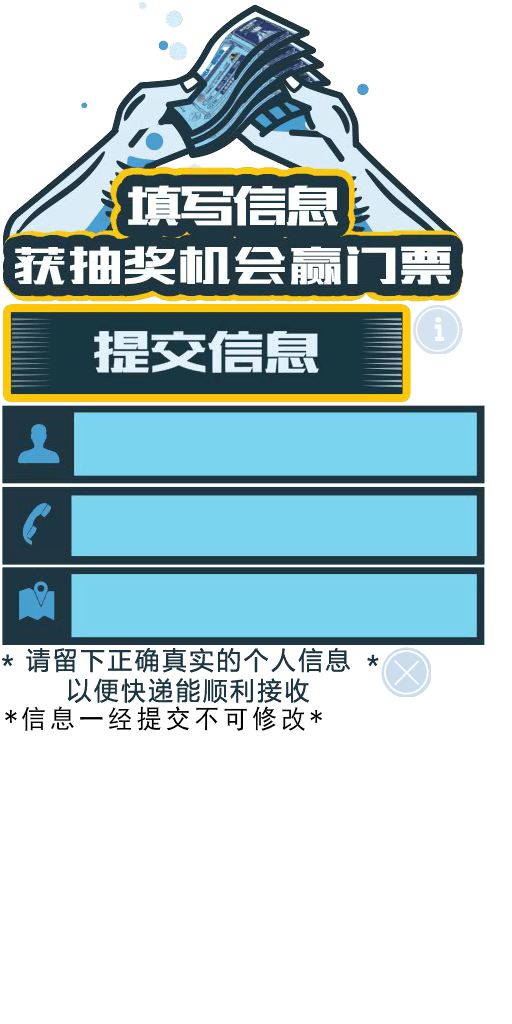 填写信息
获抽奖机会赢门票
提交信息
* 请留下正确真实的个人信息 *
以便快递能顺利接收
*信息一经提交不可修改*